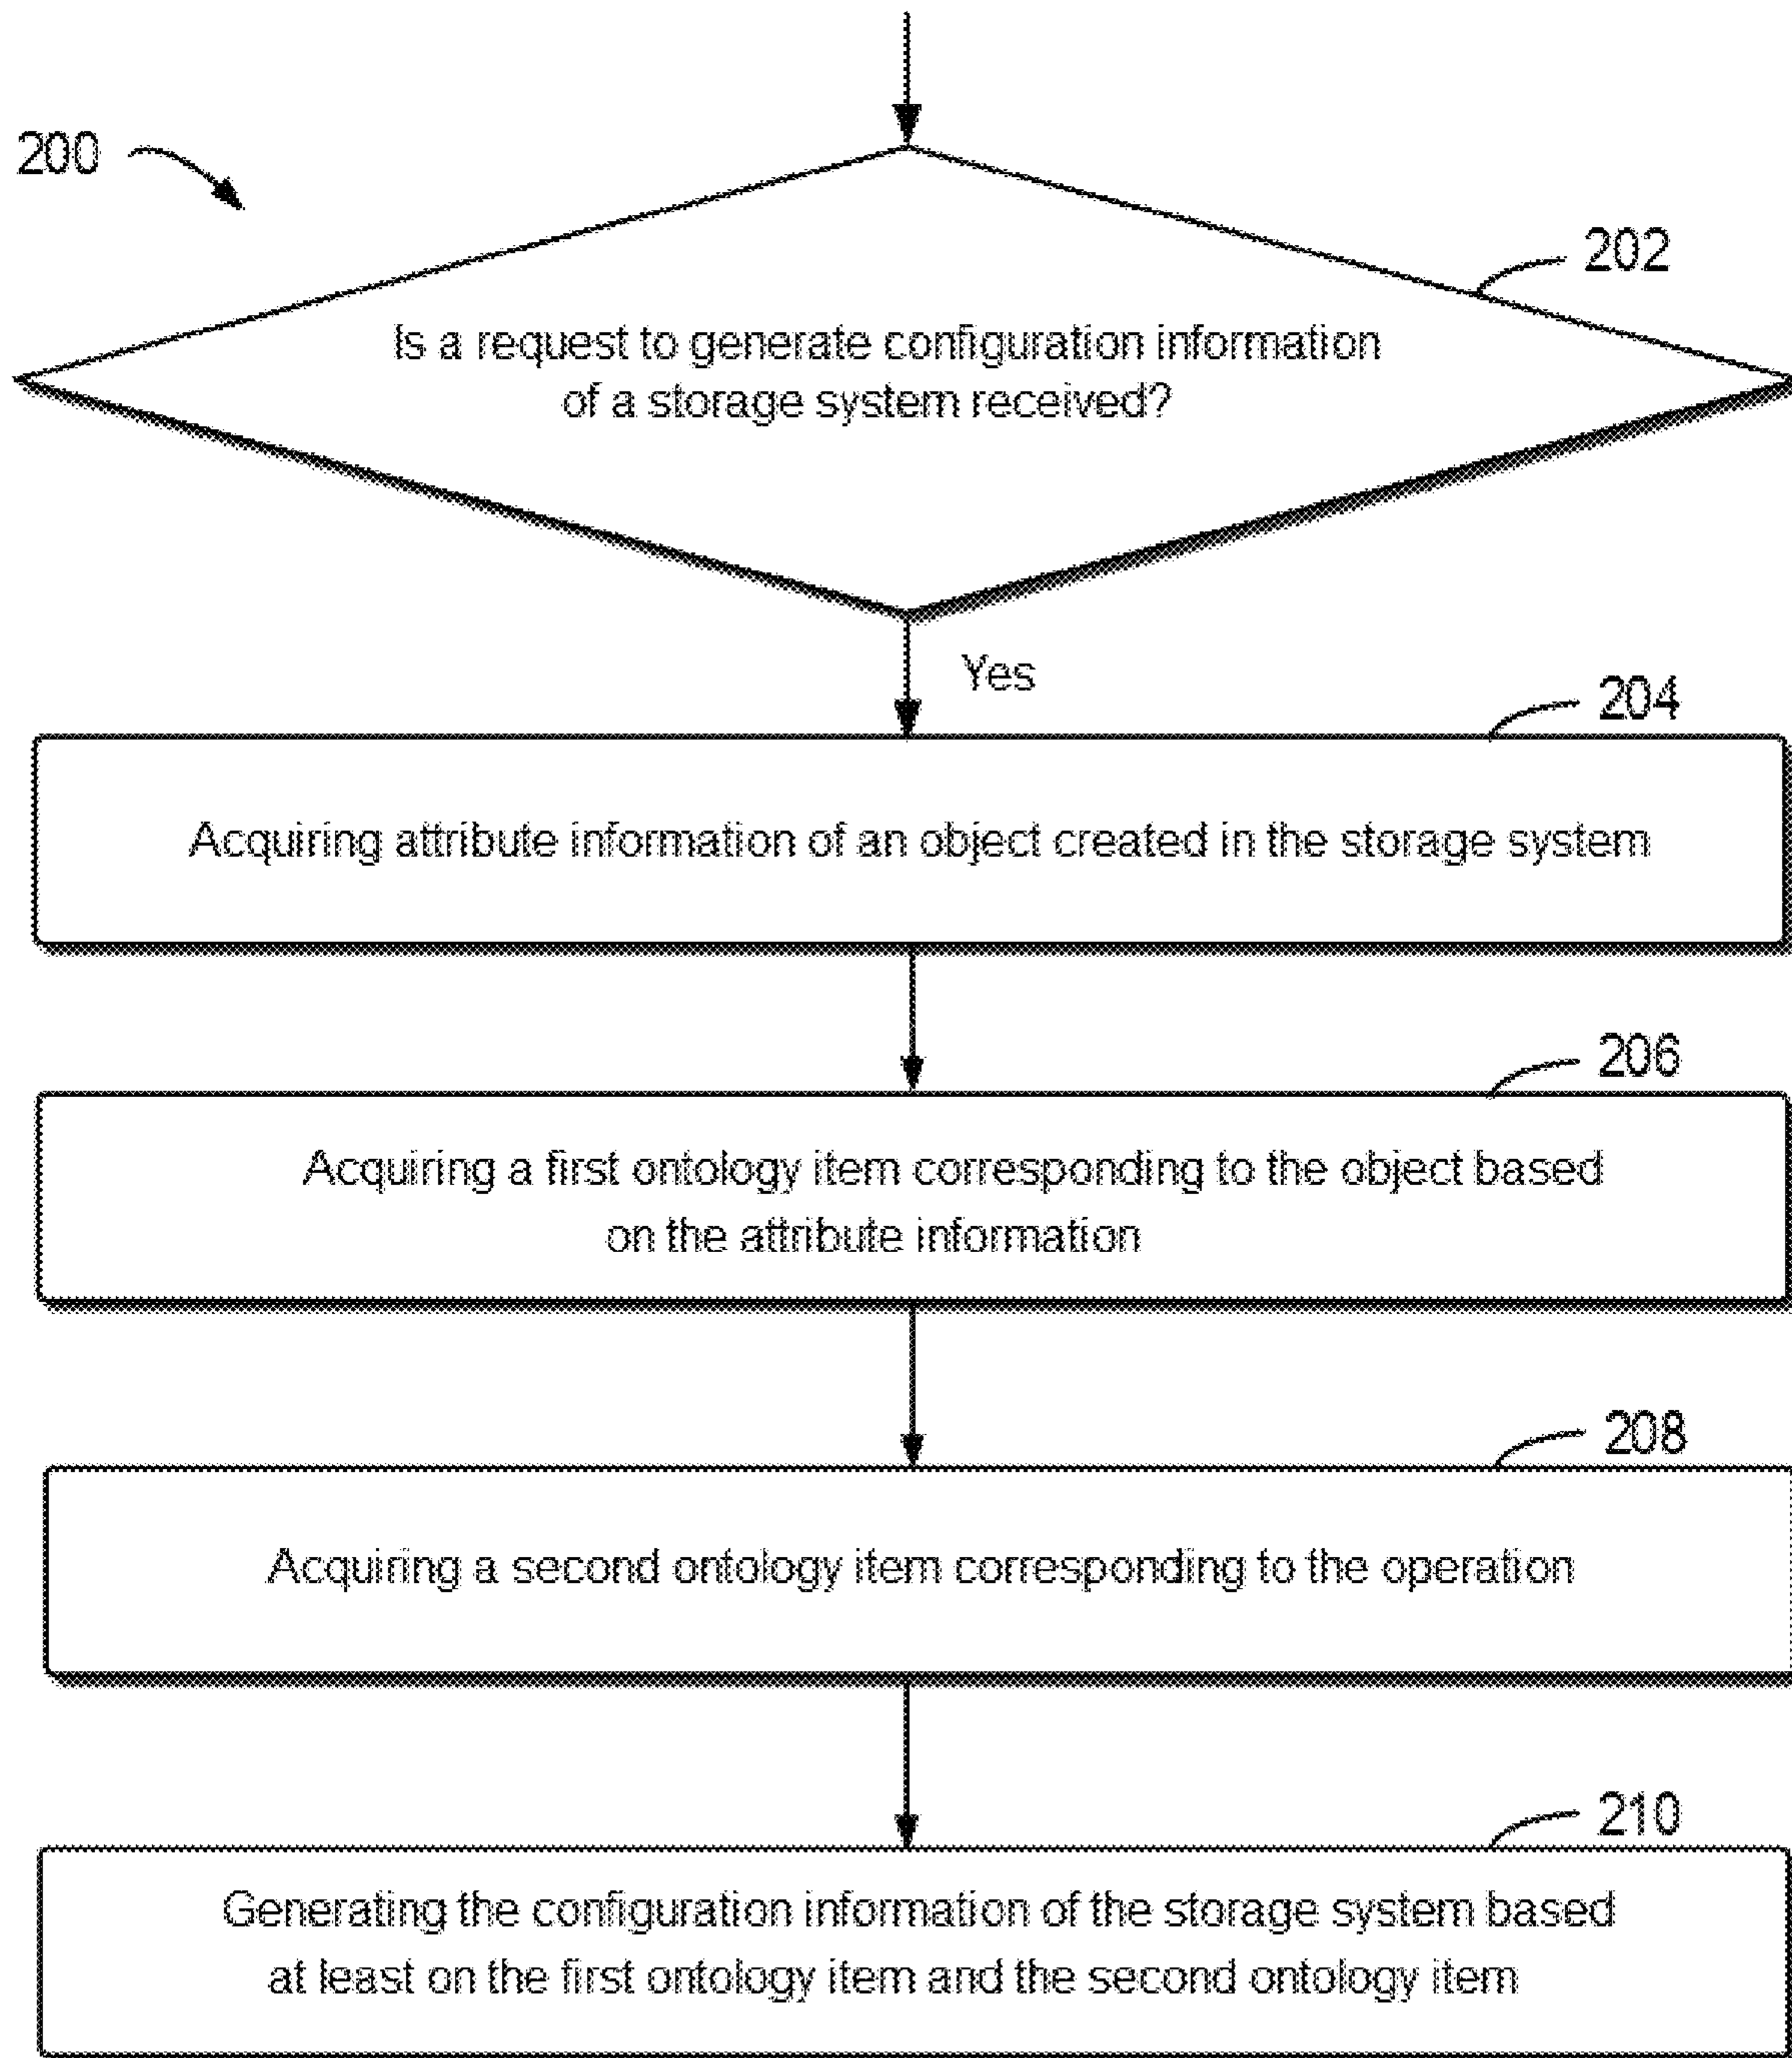 200
202
Is a request to generate configuration information
of a storage system received?
Yes
204
Acquiring attribute information of an object created in the storage system
206
Acquiring a first ontology item corresponding to the object based
on the attribute information
208
Acquiring a second ontology item corresponding to the operation
210
Generating the configuration information of the storage system based
at least on the first ontology item and the second ontology item